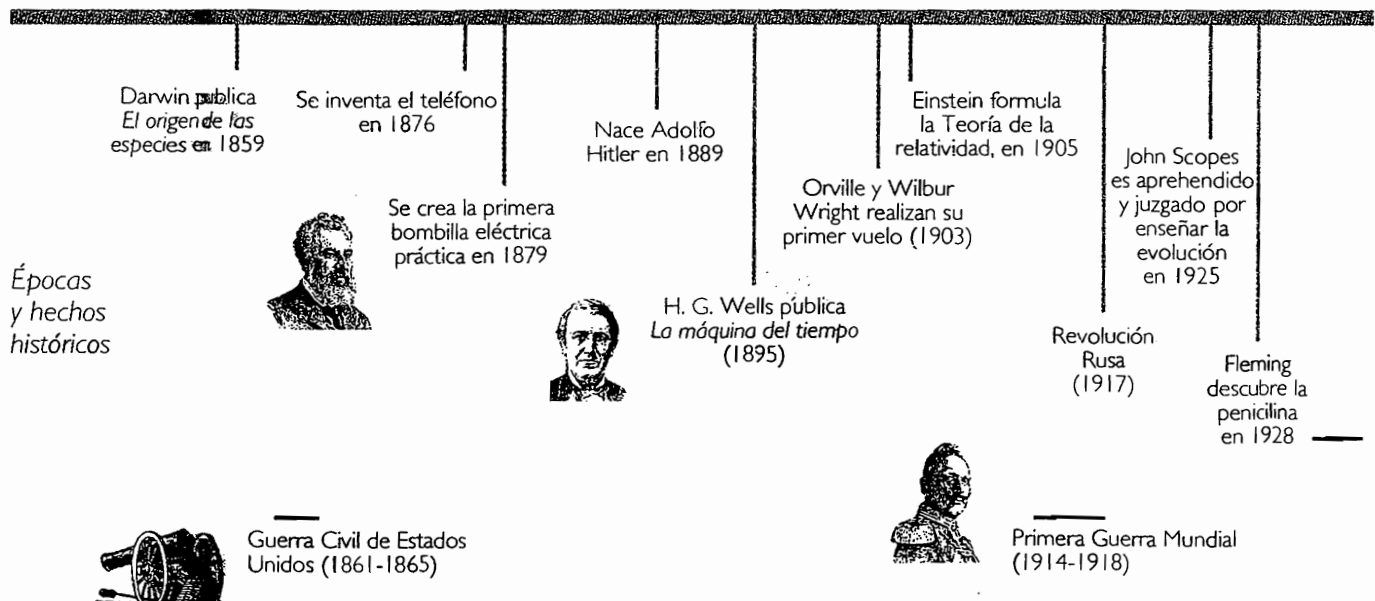 Darwin publica
El origen de las
especies en 1859
Se inventa el teléfono
en 1876
Se crea la primera
bombilla eléctrica
práctica en 1879
Nace Adolfo
Hitler en 1889
H. G. Wells publica
La máquina del tiempo
(1895)
Orville y Wilbur
Wright realizan su
primer vuelo (1903)
Einstein formula
la Teoría de la
relatividad, en 1905
Revolución
Rusa
(1917)
John Scopes
es aprehendido
y juzgado por
enseñar la
evolución
en 1925
Fleming
descubre la
penicilina
en 1928
Épocas
y hechos
históricos
Guerra Civil de Estados
Unidos (1861-1865)
Primera Guerra Mundial
(1914-1918)